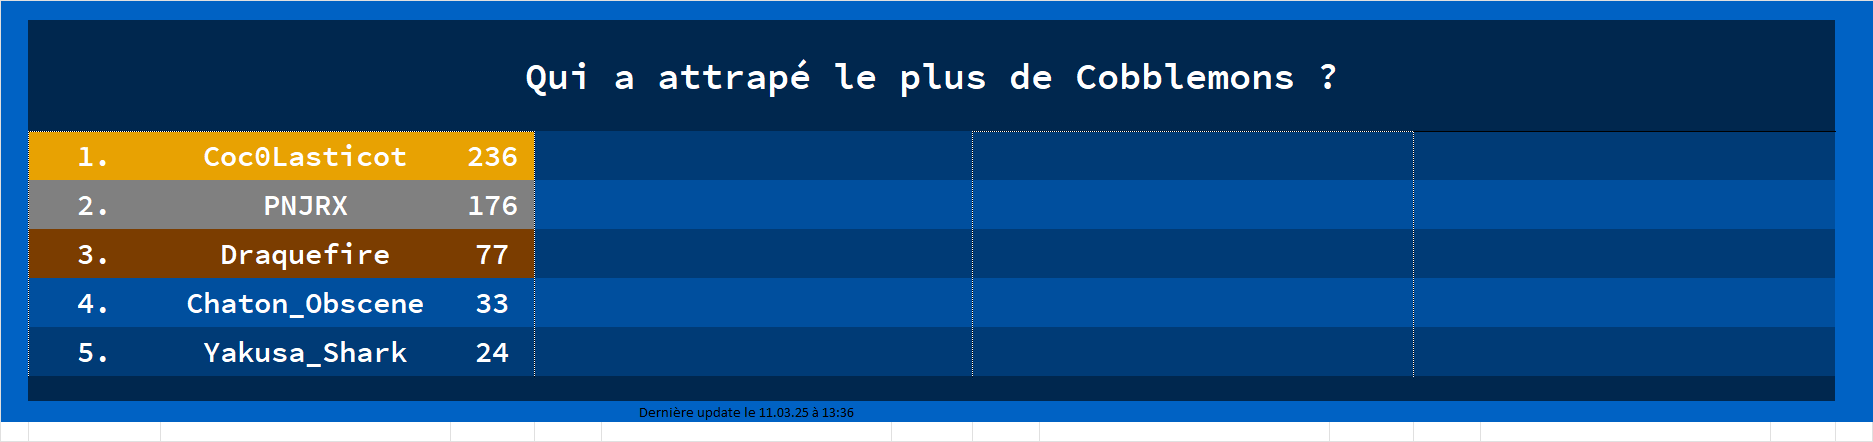 Qui a attrapé le plus de Cobblemons ?
1. Coc0Lasticot 236
2. PNJRX 176
3. Draquefire 77
4. Chaton_Obscene 33
5. Yakusa_Shark 24
Dernière update le 11.03.25 à 13:36